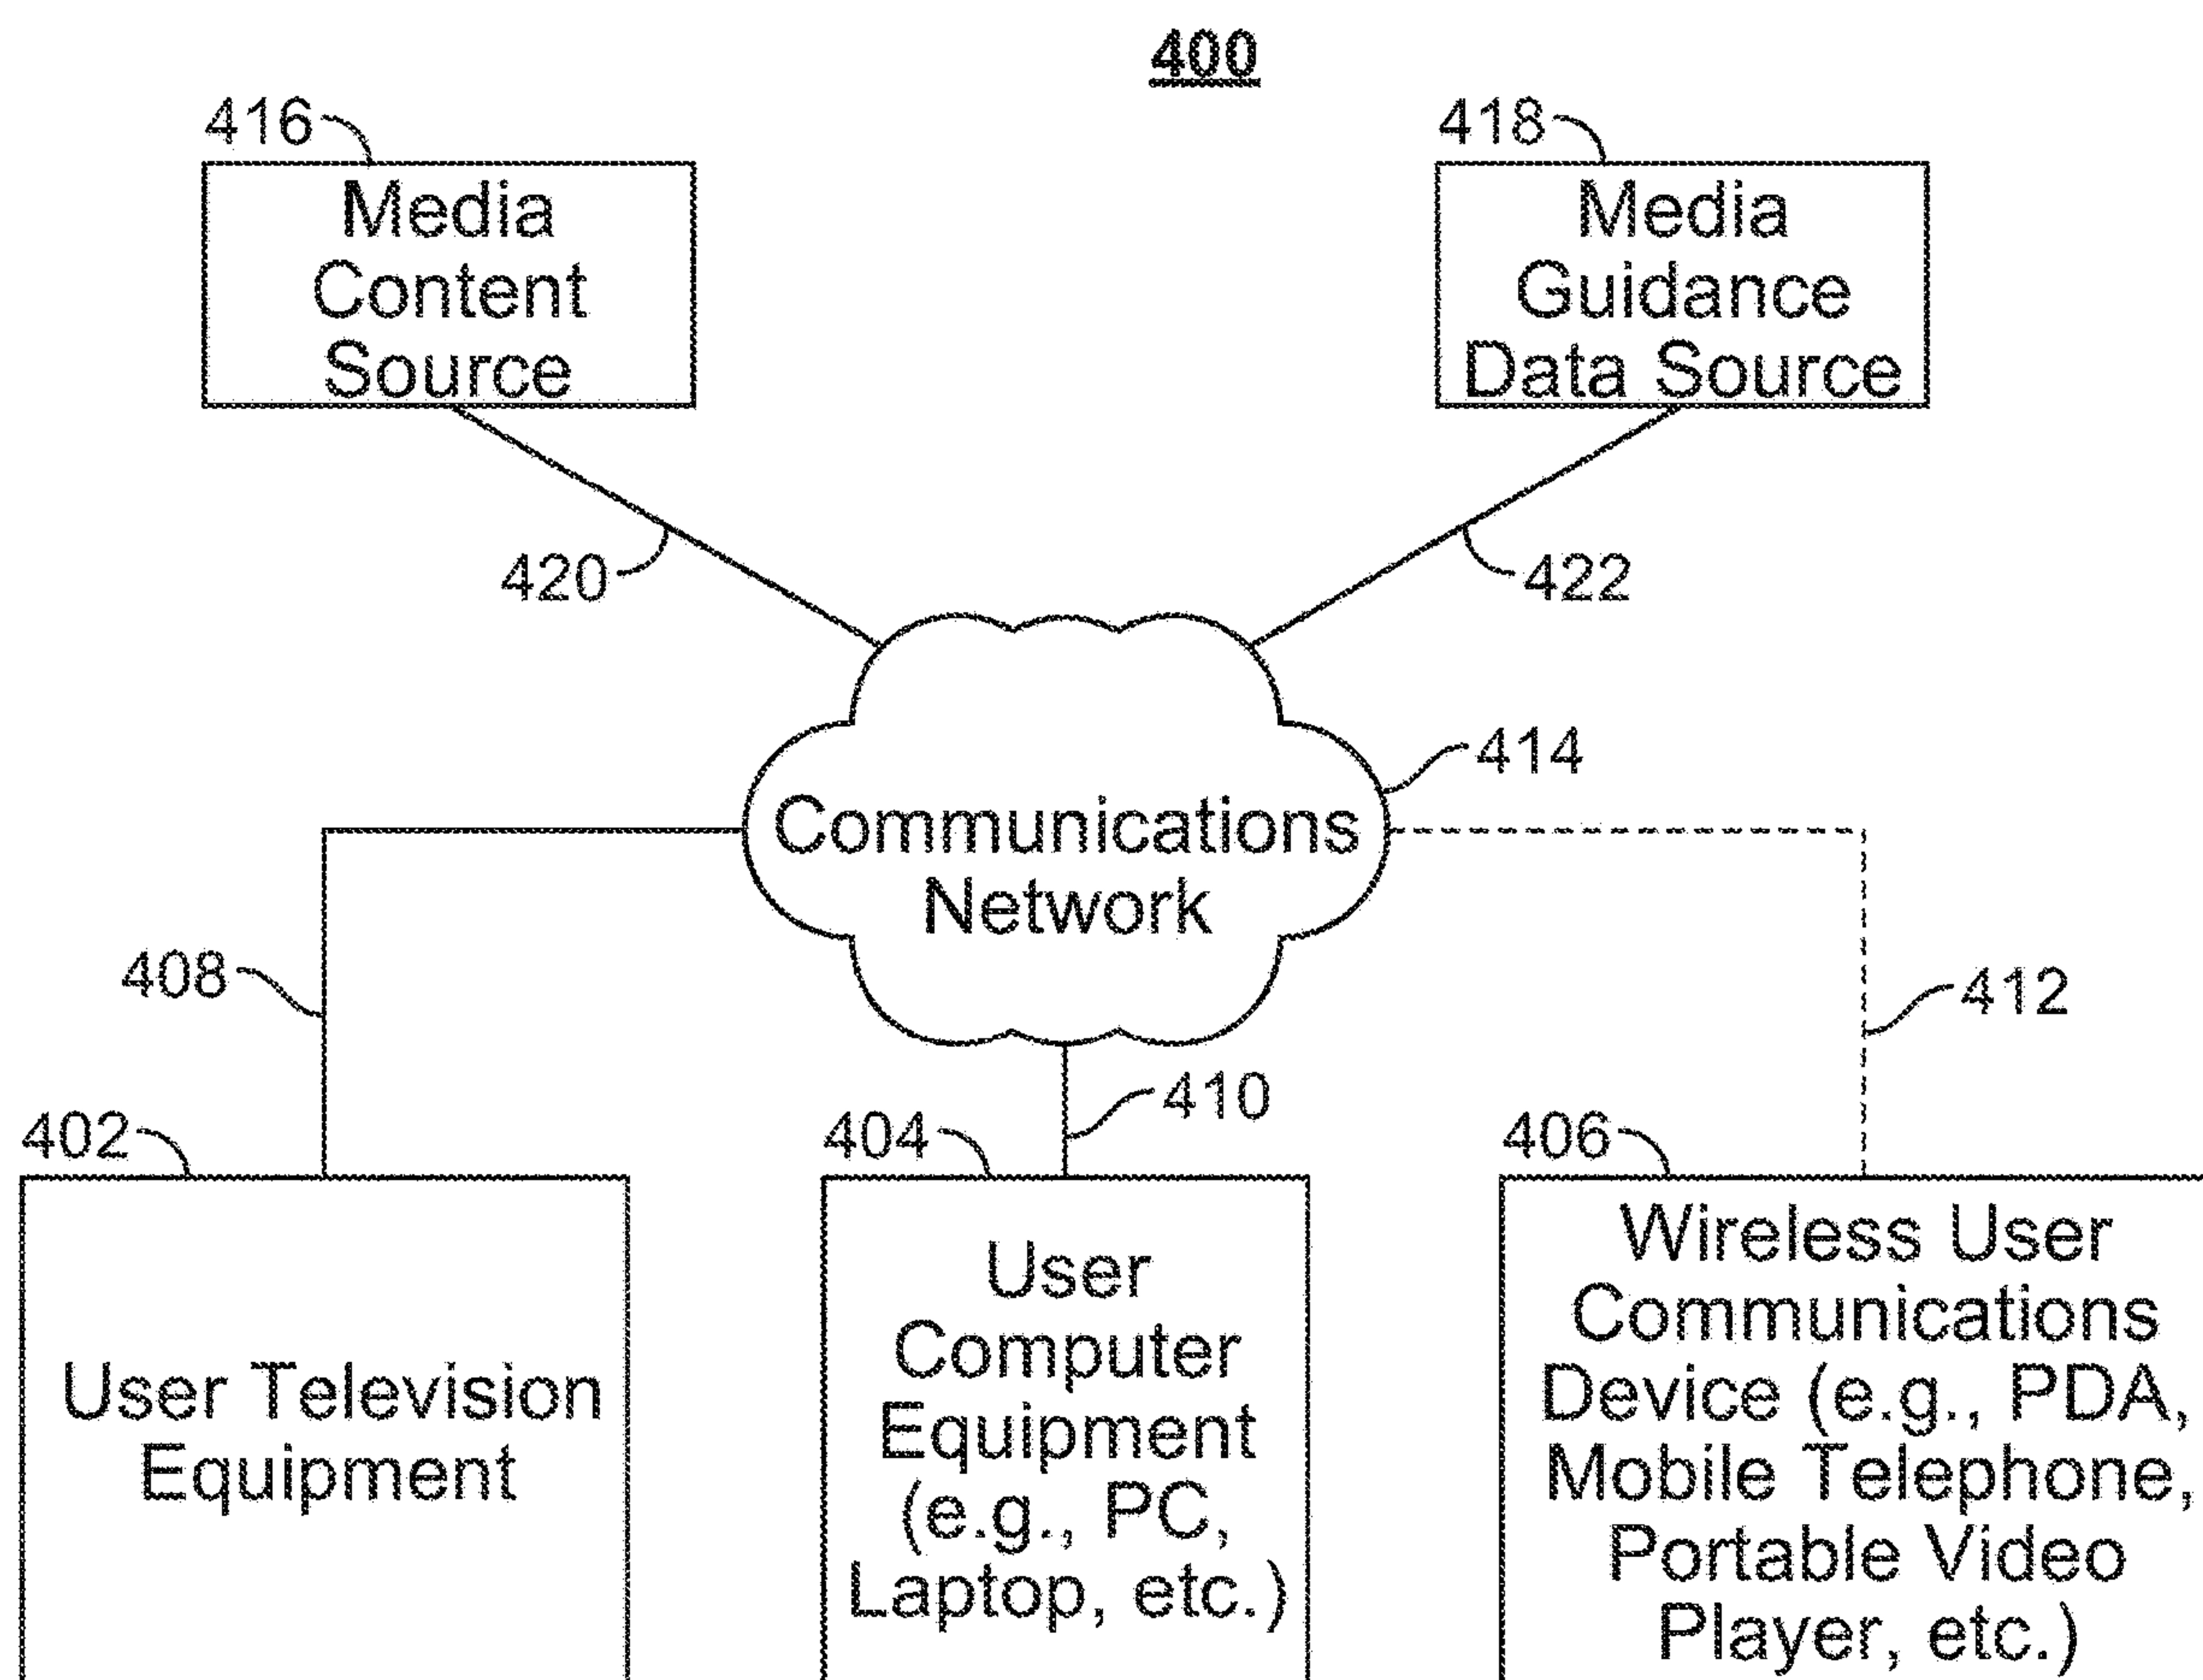 400
416
418
Media
Content
Source
Media
Guidance
Data Source
420
422
414
Communications
Network
408
412
410
402
404
406
User Television
Equipment
User
Computer
Equipment
(e.g., PC,
Laptop, etc.)
Wireless User
Communications
Device (e.g., PDA,
Mobile Telephone,
Portable Video
Player, etc.)